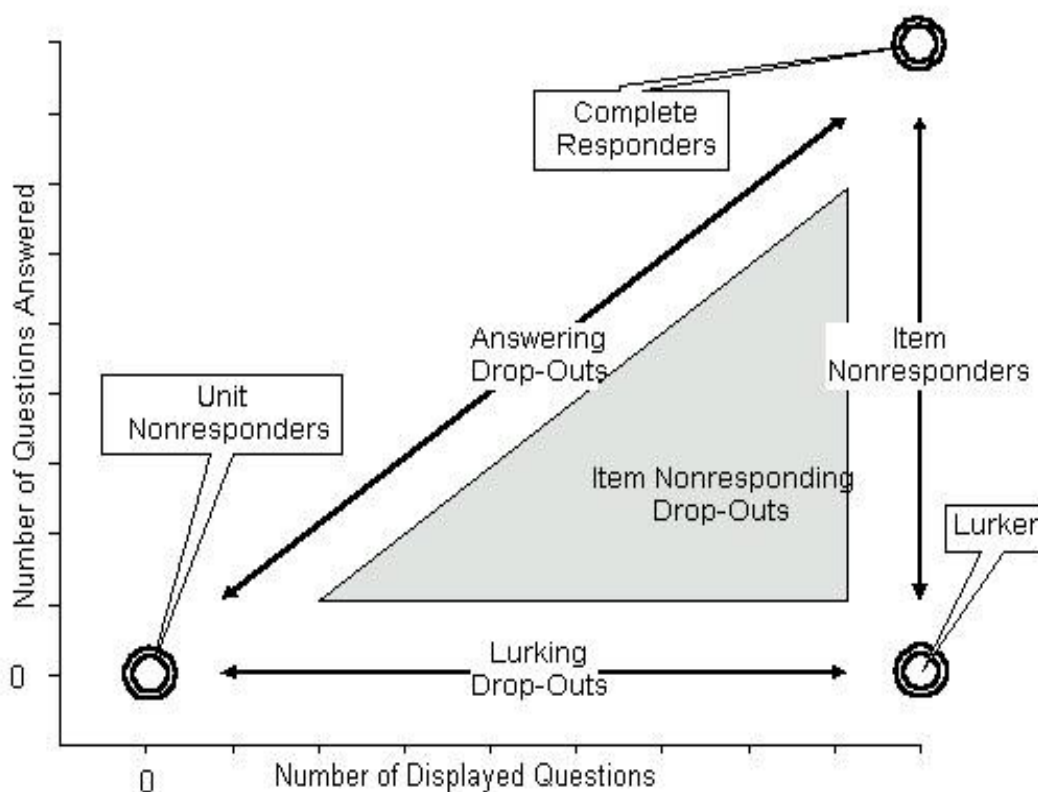 Complete
Responders
Number of Questions Answered
Answering
Drop-Outs
Item
Nonresponders
Unit
Nonresponders
Item Nonresponding
Drop-Outs
Lurker
Lurking
Drop-Outs
0
0
Number of Displayed Questions